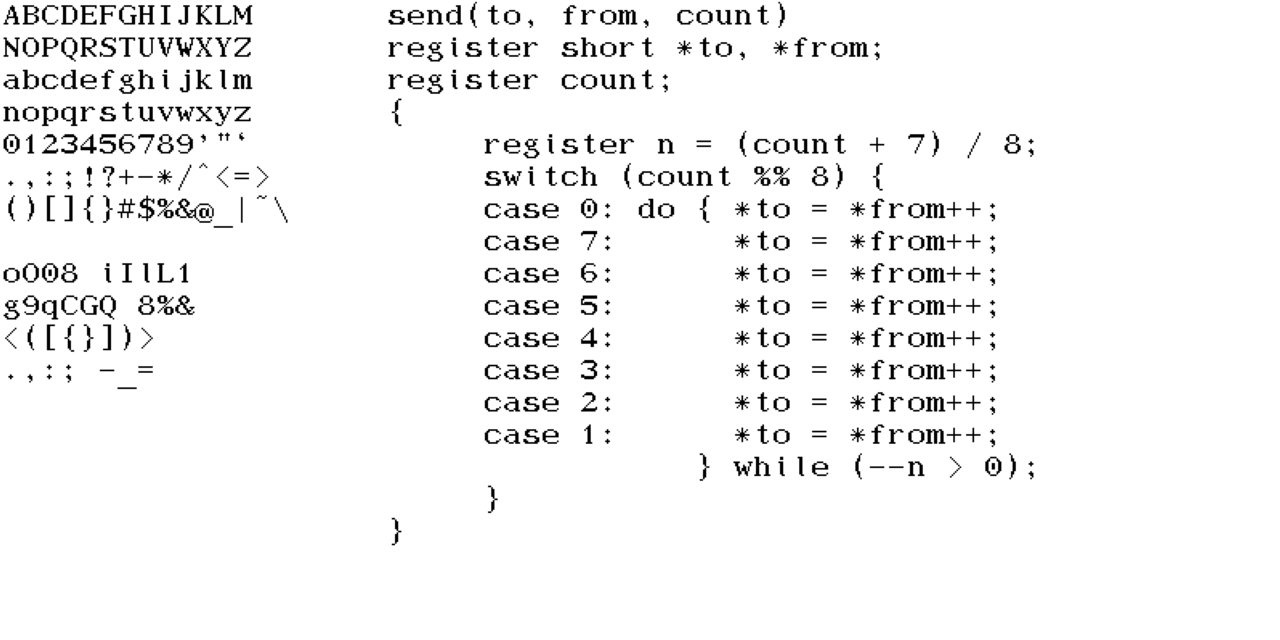 ABCDEFGHIJKLM
NOPQRSTUVWXYZ
abcdefghijklm
nopqrstuvwxyz
0123456789'"‘
.,:;!?+-*/^<=>
()[]{}#$%&@_|~\
oO08 iIlL1
g9qCGQ 8%&
<([{}])>
.,:; -_=
send(to, from, count)
register short *to, *from;
register count;
{
     register n = (count + 7) / 8;
     switch (count %% 8) {
     case 0: do { *to = *from++;
     case 7:      *to = *from++;
     case 6:      *to = *from++;
     case 5:      *to = *from++;
     case 4:      *to = *from++;
     case 3:      *to = *from++;
     case 2:      *to = *from++;
     case 1:      *to = *from++;
                } while (--n > 0);
     }
}